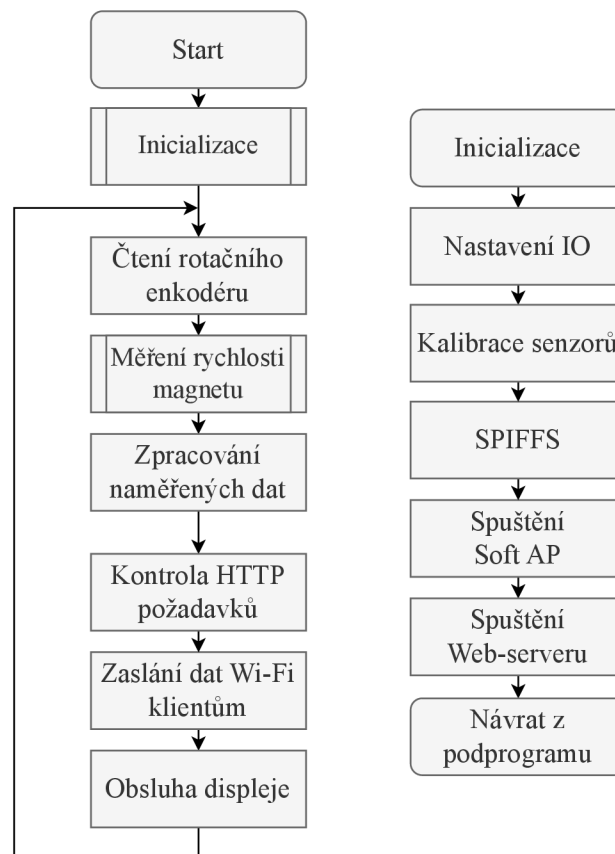 Start
Inicializace
Čtení rotačního
enkodéru
Měření rychlosti
magnetu
Zpracování
naměřených dat
Kontrola HTTP
požadavků
Zaslání dat Wi-Fi
klientům
Obsluha displeje
Inicializace
Nastavení IO
Kalibrace senzorů
SPIFFS
Spuštění
Soft AP
Spuštění
Web-serveru
Návrat z
podprogramu